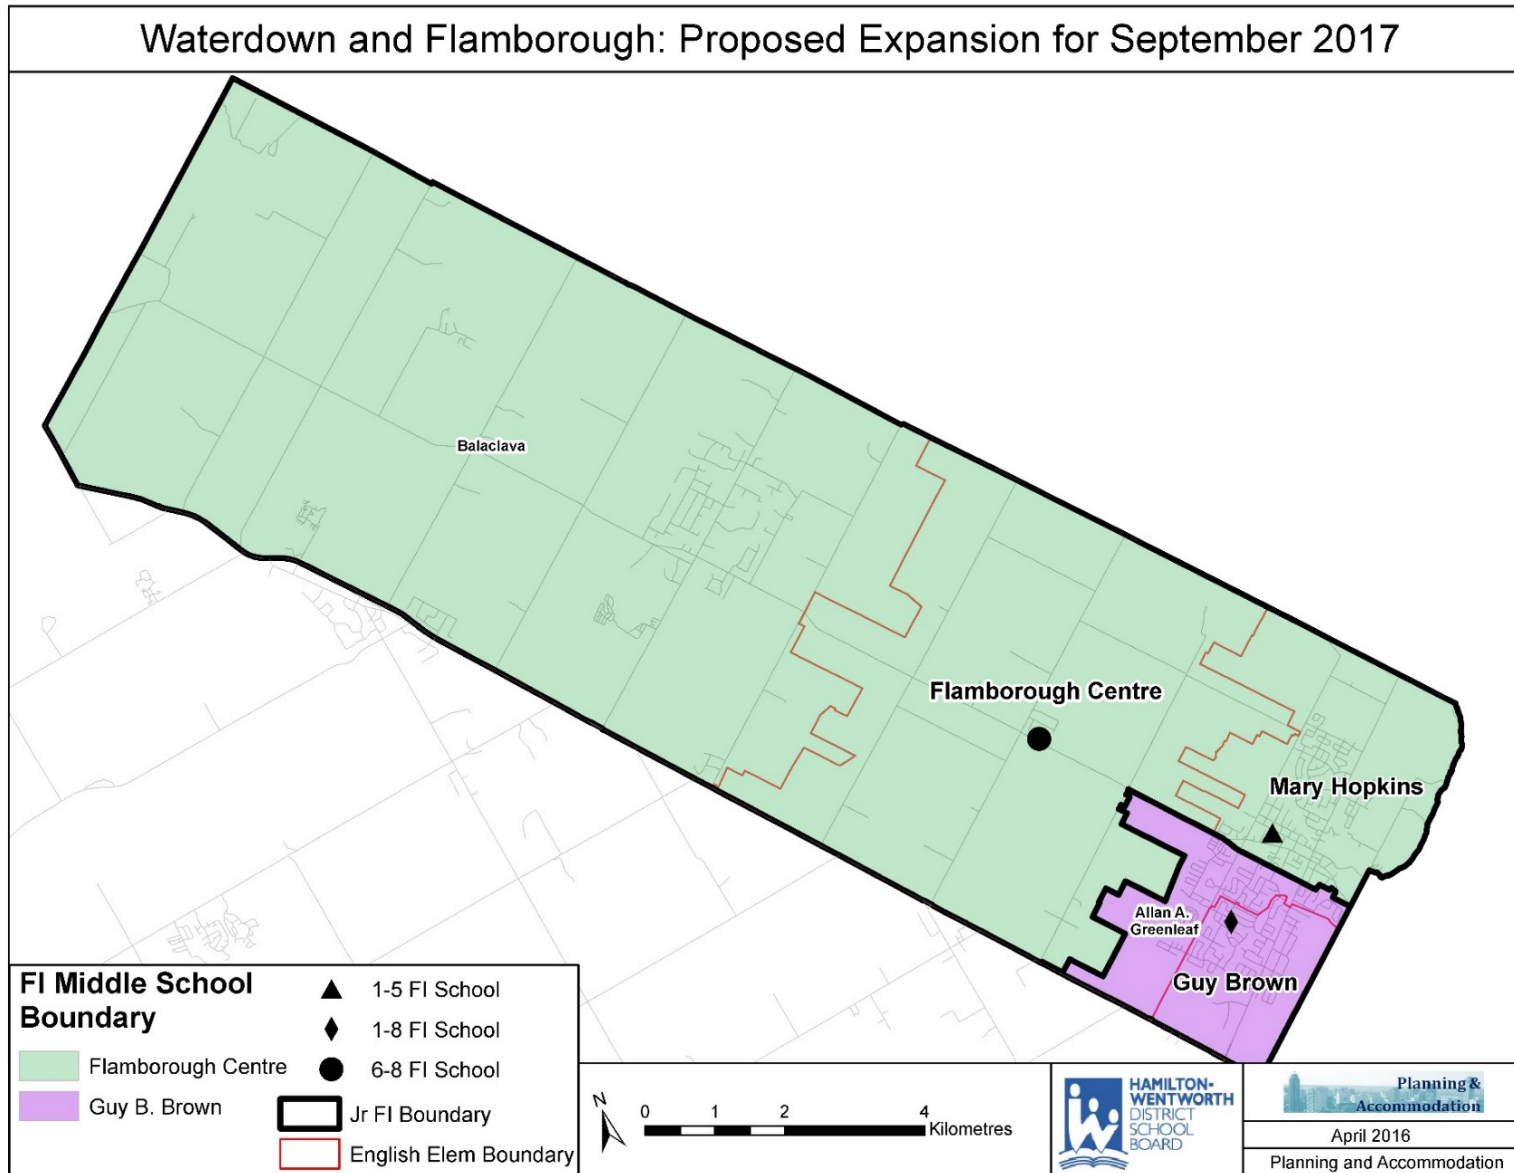 Waterdown and Flamborough: Proposed Expansion for September 2017
Balaclava
Flamborough Centre
Mary Hopkins
Allan A.
Greenleaf
Guy Brown
FI Middle School
Boundary
Flamborough Centre
Guy B. Brown
1-5 FI School
1-8 FI School
6-8 FI School
Jr FI Boundary
English Elem Boundary
N
0 1 2 4
Kilometres
HAMILTON-
WENTWORTH
DISTRICT
SCHOOL
BOARD
Planning &
Accommodation
April 2016
Planning and Accommodation